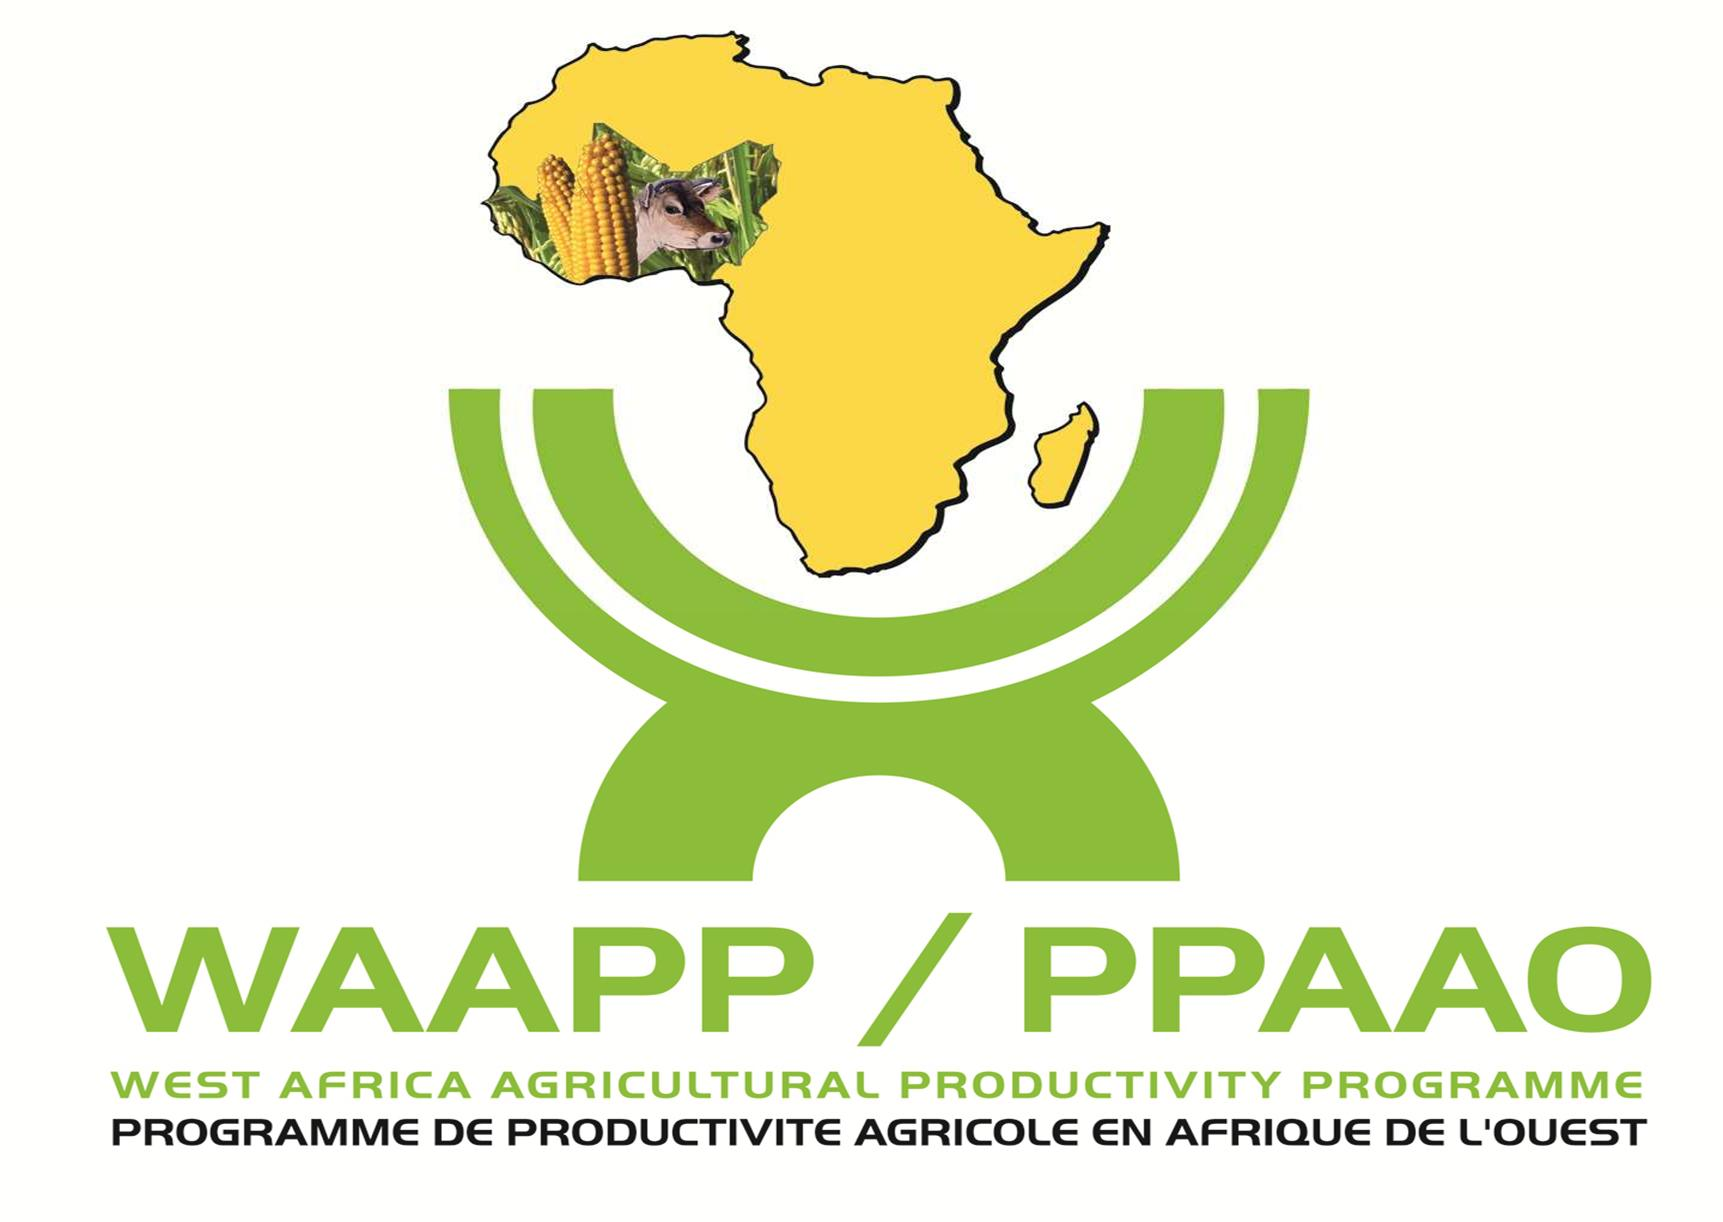 WAAPP / PPAAO
WEST AFRICA AGRICULTURAL PRODUCTIVITY PROGRAMME
PROGRAMME DE PRODUCTIVITE AGRICOLE EN AFRIQUE DE L'OUEST